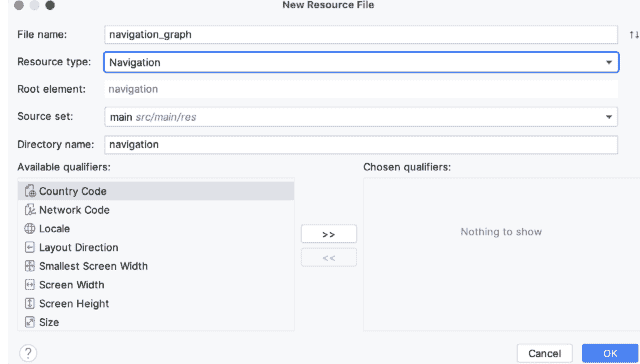 New Resource File
File name: navigation_graph
Resource type: Navigation
Root element: navigation
Source set: main src/main/res
Directory name: navigation
Available qualifiers:
Chosen qualifiers:
Country Code
Network Code
Locale
Layout Direction
Smallest Screen Width
Screen Width
Screen Height
Size
>>
<<
Nothing to show
?
Cancel
OK